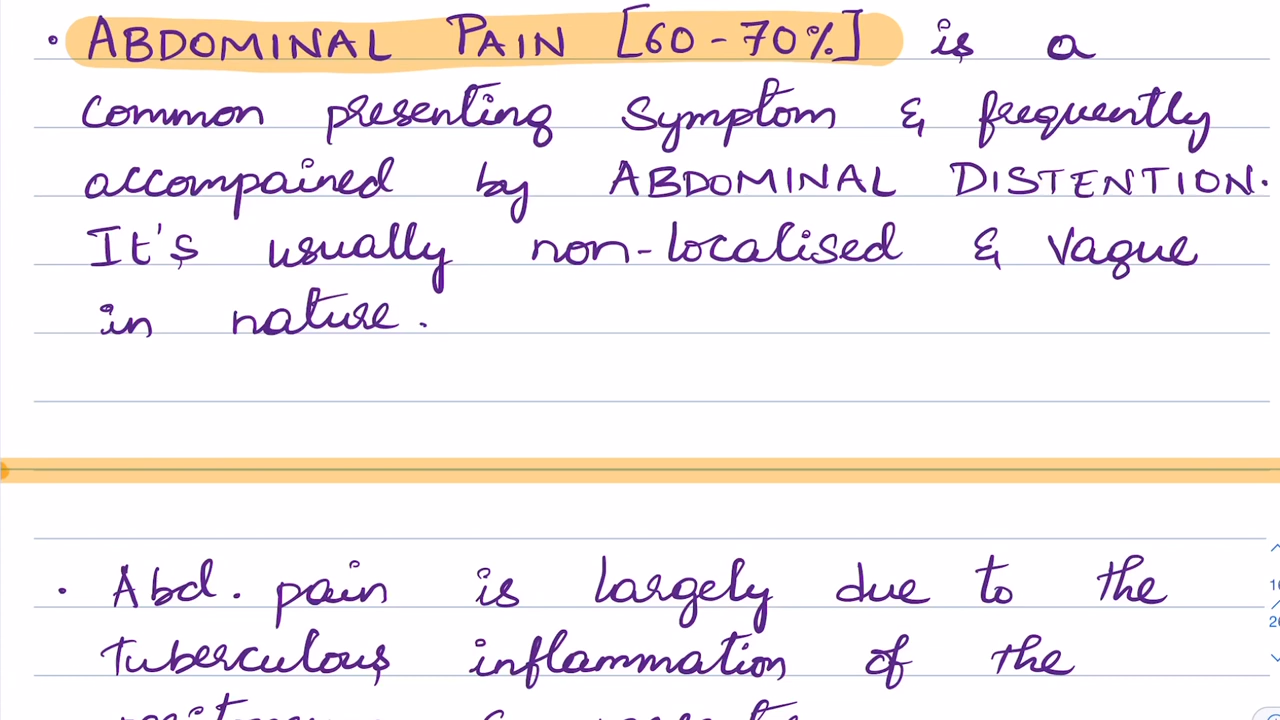 • ABDOMINAL PAIN [60-70%] is a
common presenting symptom & frequently
accompained by ABDOMINAL DISTENTION.
It's usually non-localised & vague
in nature.
• Abd. pain is largely due to the
tuberculous inflammation of the